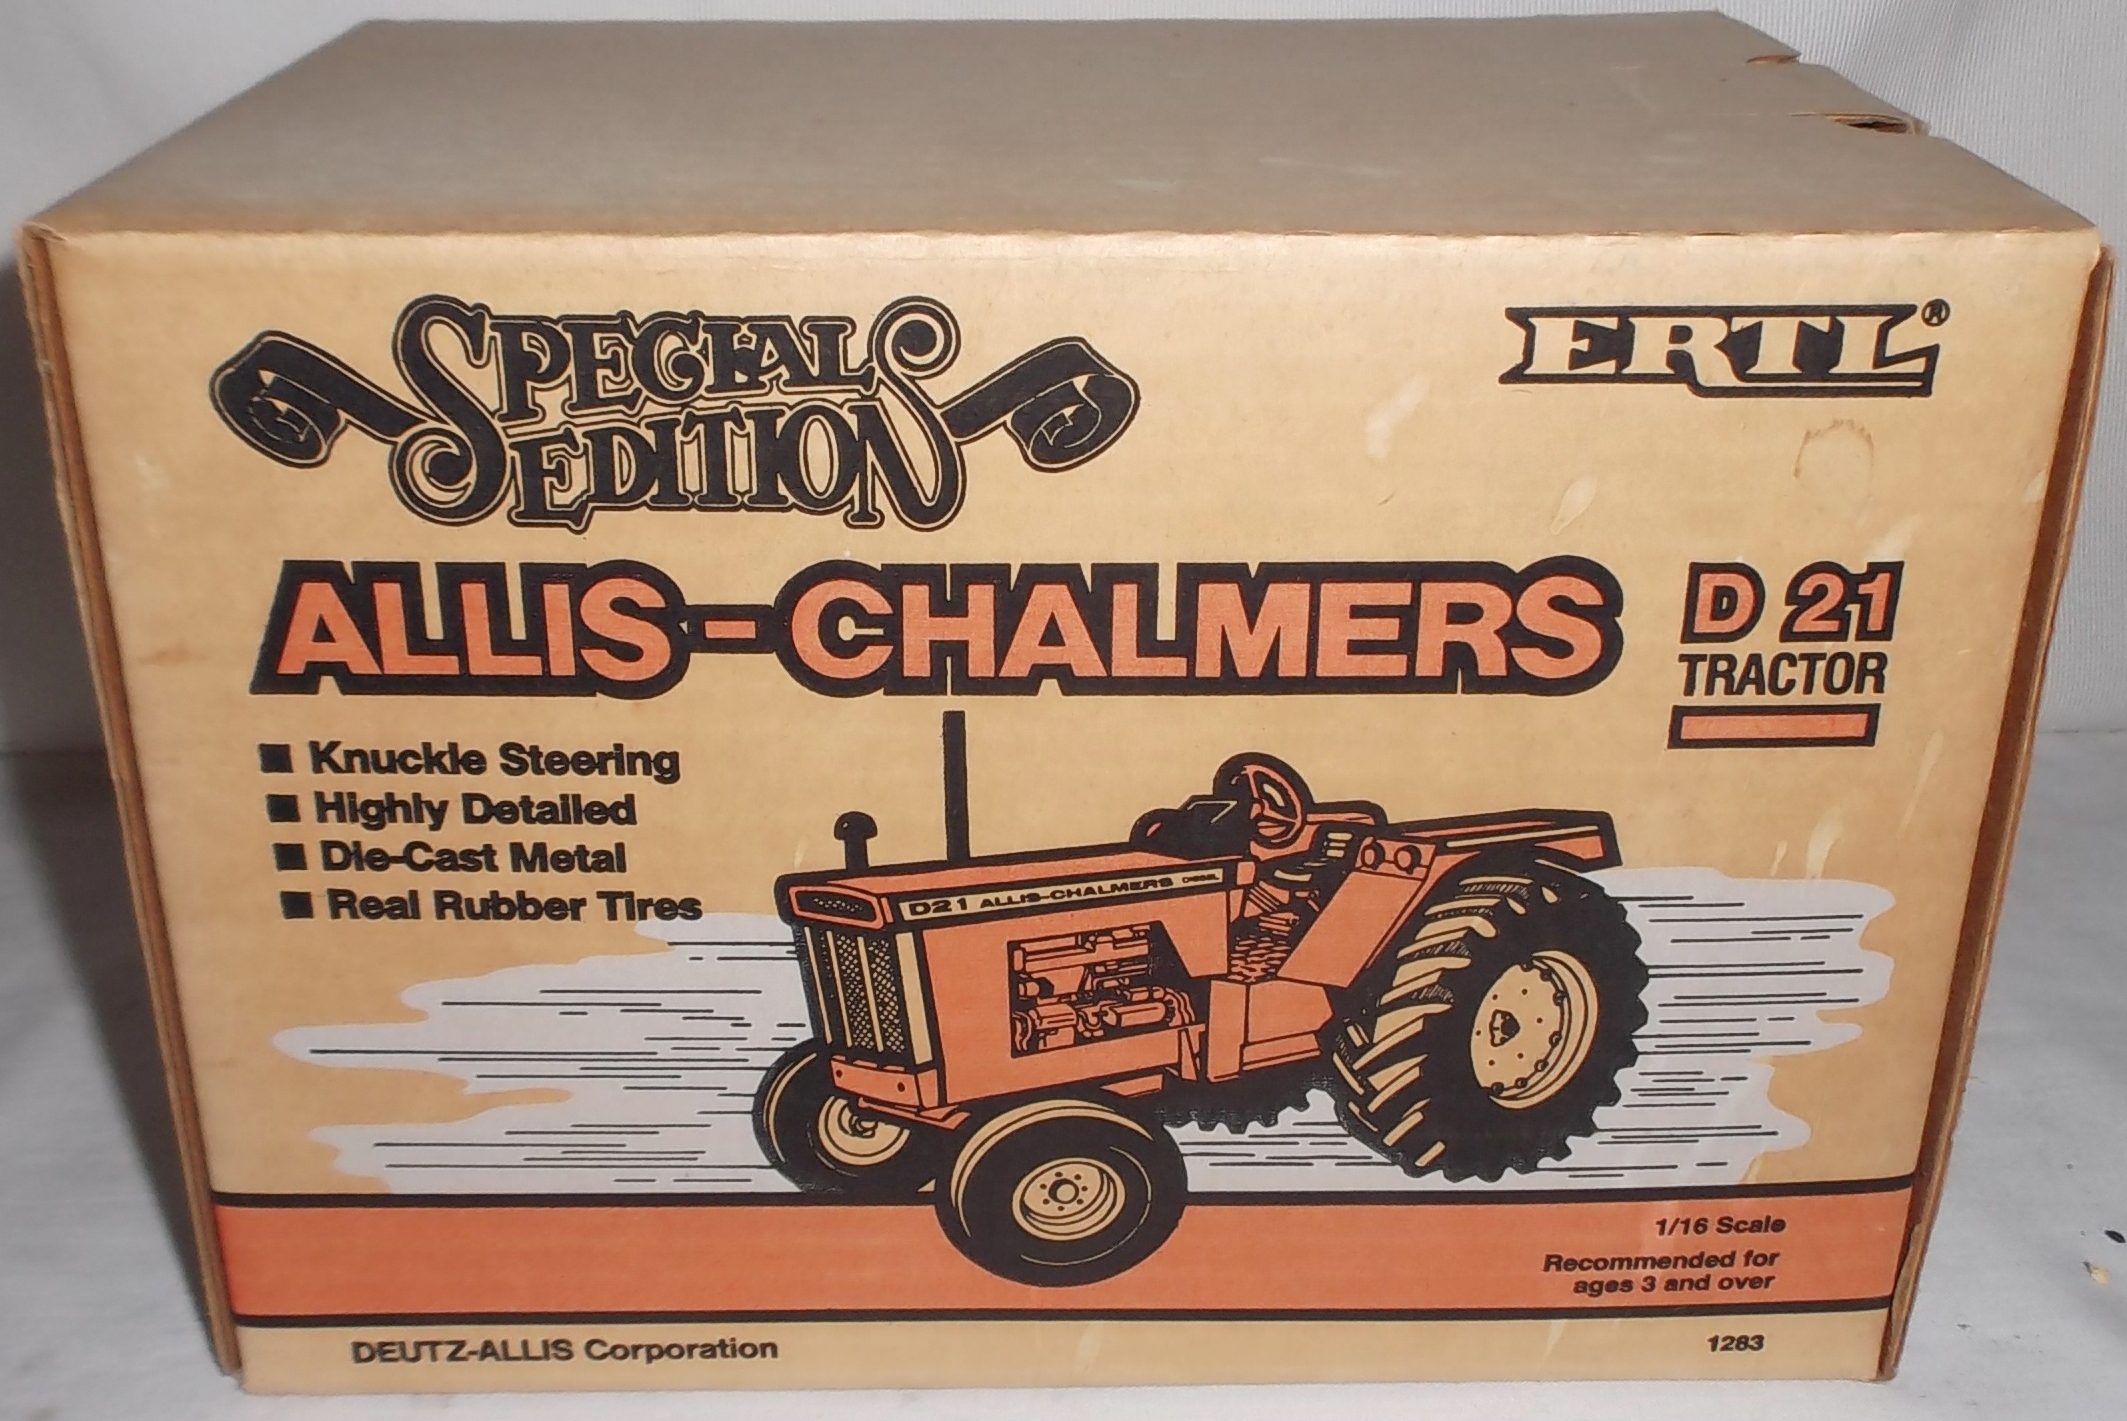 SPECIAL
EDITION
ERTL®
ALLIS-CHALMERS
D 21
TRACTOR
■ Knuckle Steering
■ Highly Detailed
■ Die-Cast Metal
■ Real Rubber Tires
D21 ALLIS-CHALMERS DIESEL
1/16 Scale
Recommended for
ages 3 and over
DEUTZ-ALLIS Corporation
1283